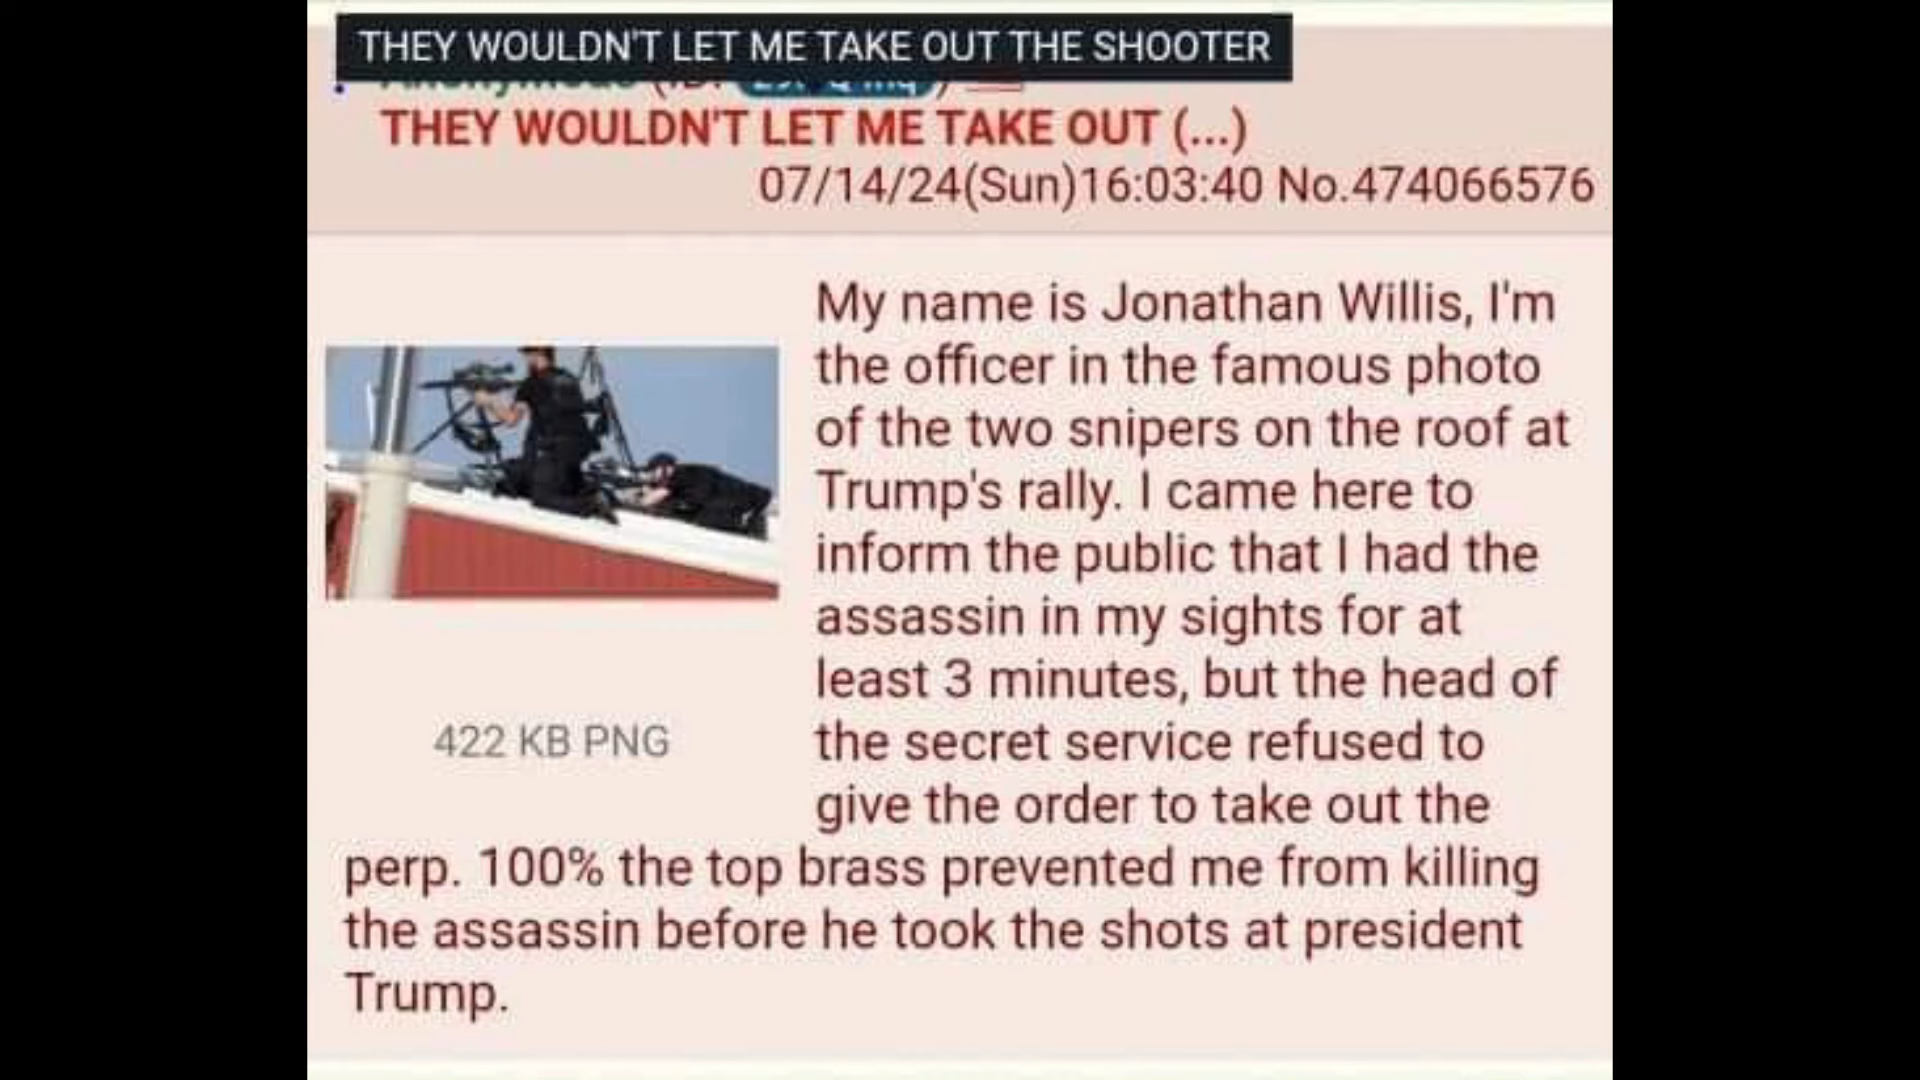 THEY WOULDN'T LET ME TAKE OUT THE SHOOTER
THEY WOULDN'T LET ME TAKE OUT (...)
07/14/24(Sun)16:03:40 No.474066576
My name is Jonathan Willis, I'm
the officer in the famous photo
of the two snipers on the roof at
Trump's rally. I came here to
inform the public that I had the
assassin in my sights for at
least 3 minutes, but the head of
422 KB PNG
the secret service refused to
give the order to take out the
perp. 100% the top brass prevented me from killing
the assassin before he took the shots at president
Trump.